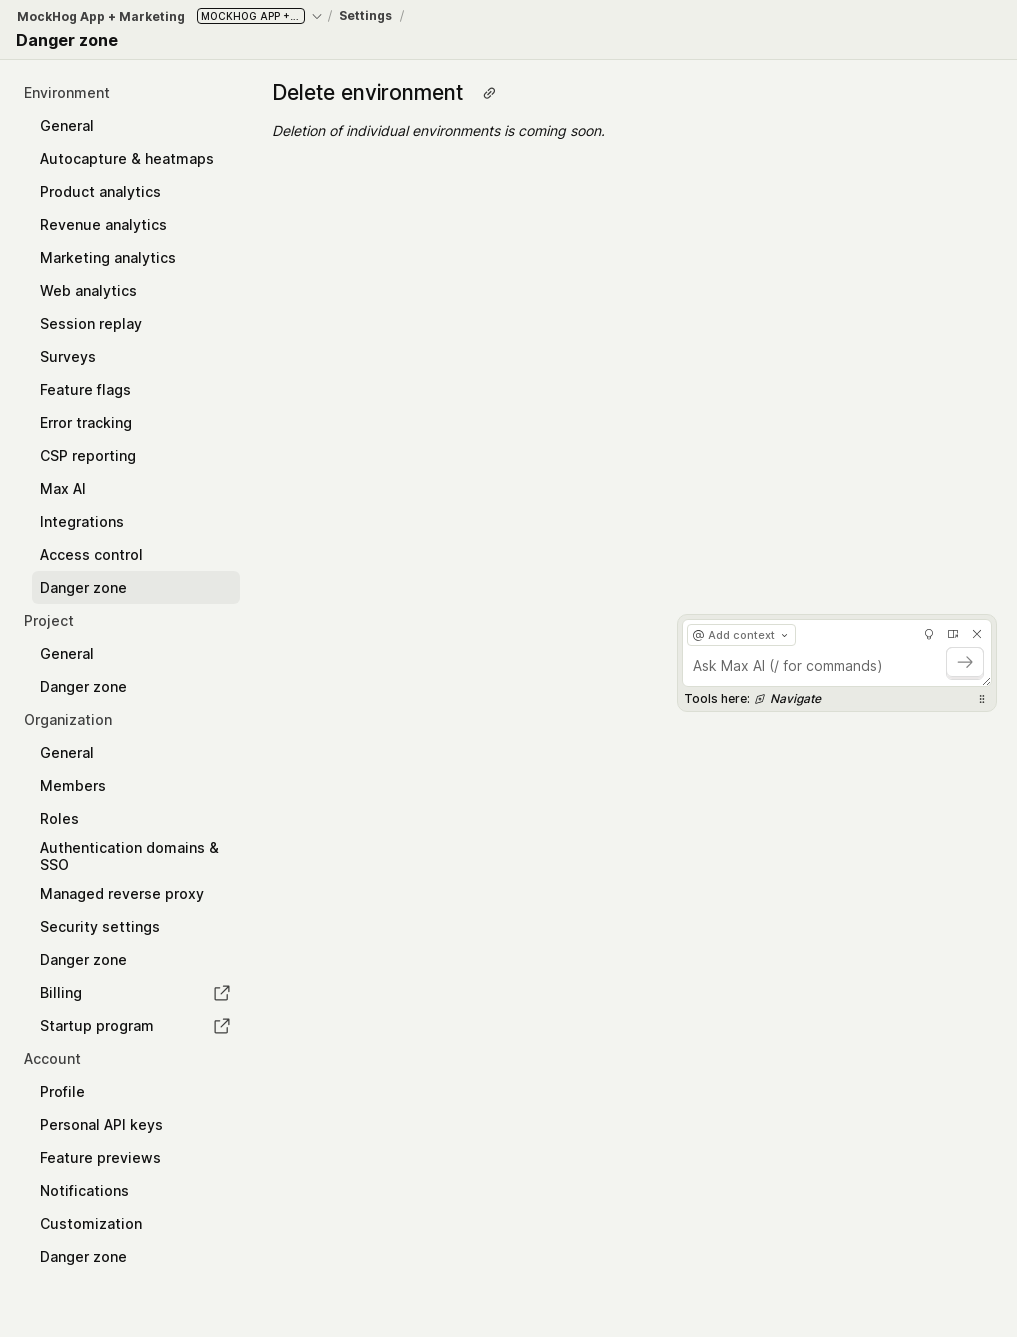 MockHog App + Marketing MOCKHOG APP +... / Settings /
Danger zone
Environment
General
Autocapture & heatmaps
Product analytics
Revenue analytics
Marketing analytics
Web analytics
Session replay
Surveys
Feature flags
Error tracking
CSP reporting
Max AI
Integrations
Access control
Danger zone
Project
General
Danger zone
Organization
General
Members
Roles
Authentication domains &
SSO
Managed reverse proxy
Security settings
Danger zone
Billing
Startup program
Account
Profile
Personal API keys
Feature previews
Notifications
Customization
Danger zone
Delete environment
Deletion of individual environments is coming soon.
@ Add context
Ask Max AI (/ for commands)
Tools here: Navigate